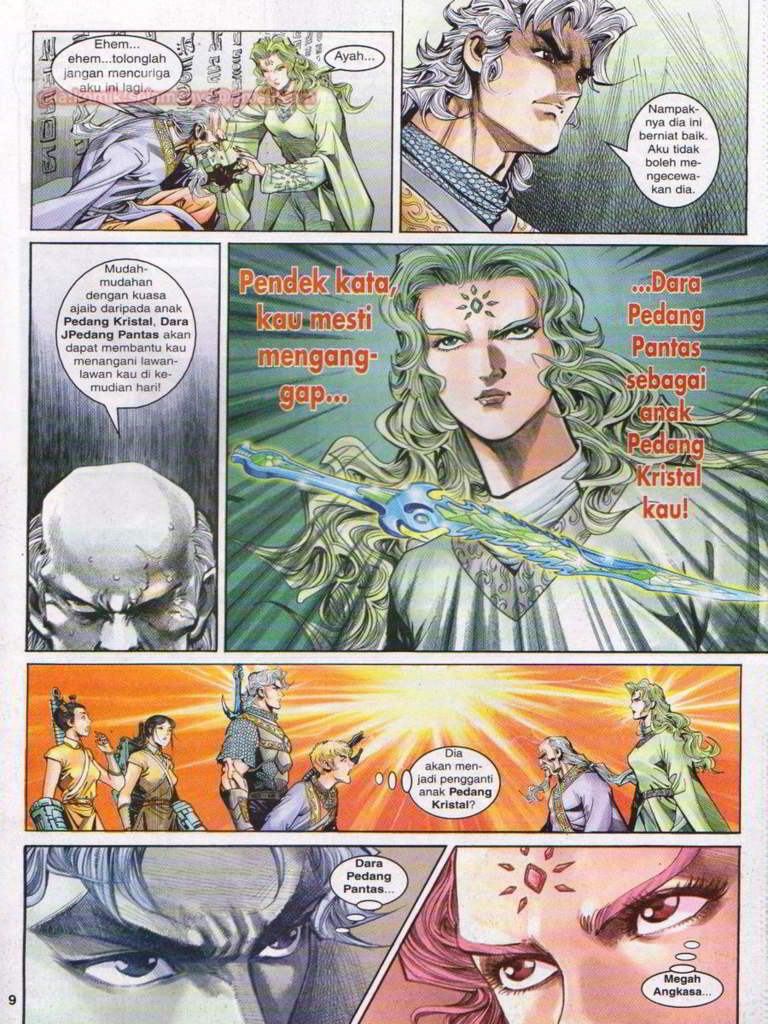 Ehem...
ehem...tolonglah
jangan mencuriga
aku ini lagi...
Ayah...
Nampak-
nya dia ini
berniat baik.
Aku tidak
boleh me-
ngecewa-
kan dia.
Mudah-
mudahan
dengan kuasa
ajaib daripada anak
Pedang Kristal, Dara
JPedang Pantas akan
dapat membantu kau
menangani lawan-
lawan kau di ke-
mudian hari!
Pendek kata,
kau mesti
mengang-
gap...
...Dara
Pedang
Pantas
sebagai
anak
Pedang
Kristal
kau!
Dia
akan men-
jadi pengganti
anak Pedang
Kristal?
Dara
Pedang
Pantas...
Megah
Angkasa...
9